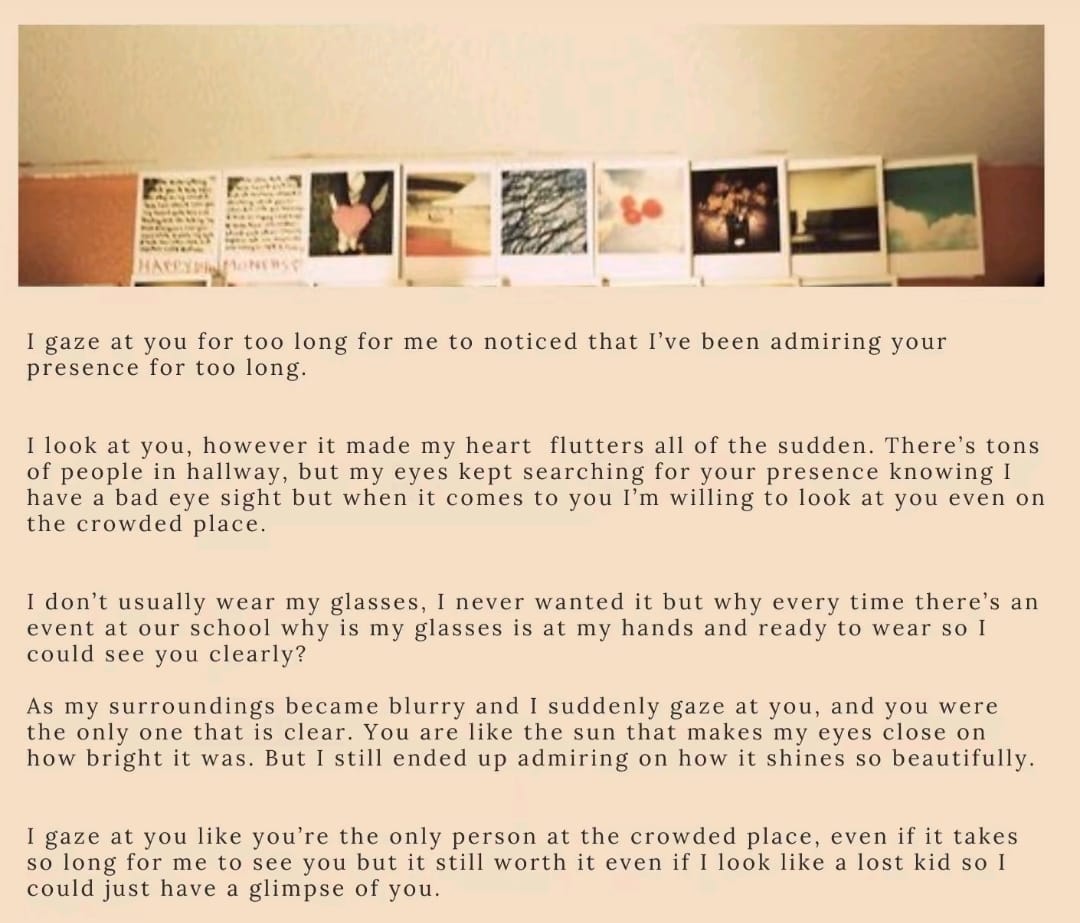 HAPPY
MONTHS
I gaze at you for too long for me to noticed that I’ve been admiring your
presence for too long.
I look at you, however it made my heart  flutters all of the sudden. There’s tons
of people in hallway, but my eyes kept searching for your presence knowing I
have a bad eye sight but when it comes to you I’m willing to look at you even on
the crowded place.
I don’t usually wear my glasses, I never wanted it but why every time there’s an
event at our school why is my glasses is at my hands and ready to wear so I
could see you clearly?
As my surroundings became blurry and I suddenly gaze at you, and you were
the only one that is clear. You are like the sun that makes my eyes close on
how bright it was. But I still ended up admiring on how it shines so beautifully.
I gaze at you like you’re the only person at the crowded place, even if it takes
so long for me to see you but it still worth it even if I look like a lost kid so I
could just have a glimpse of you.